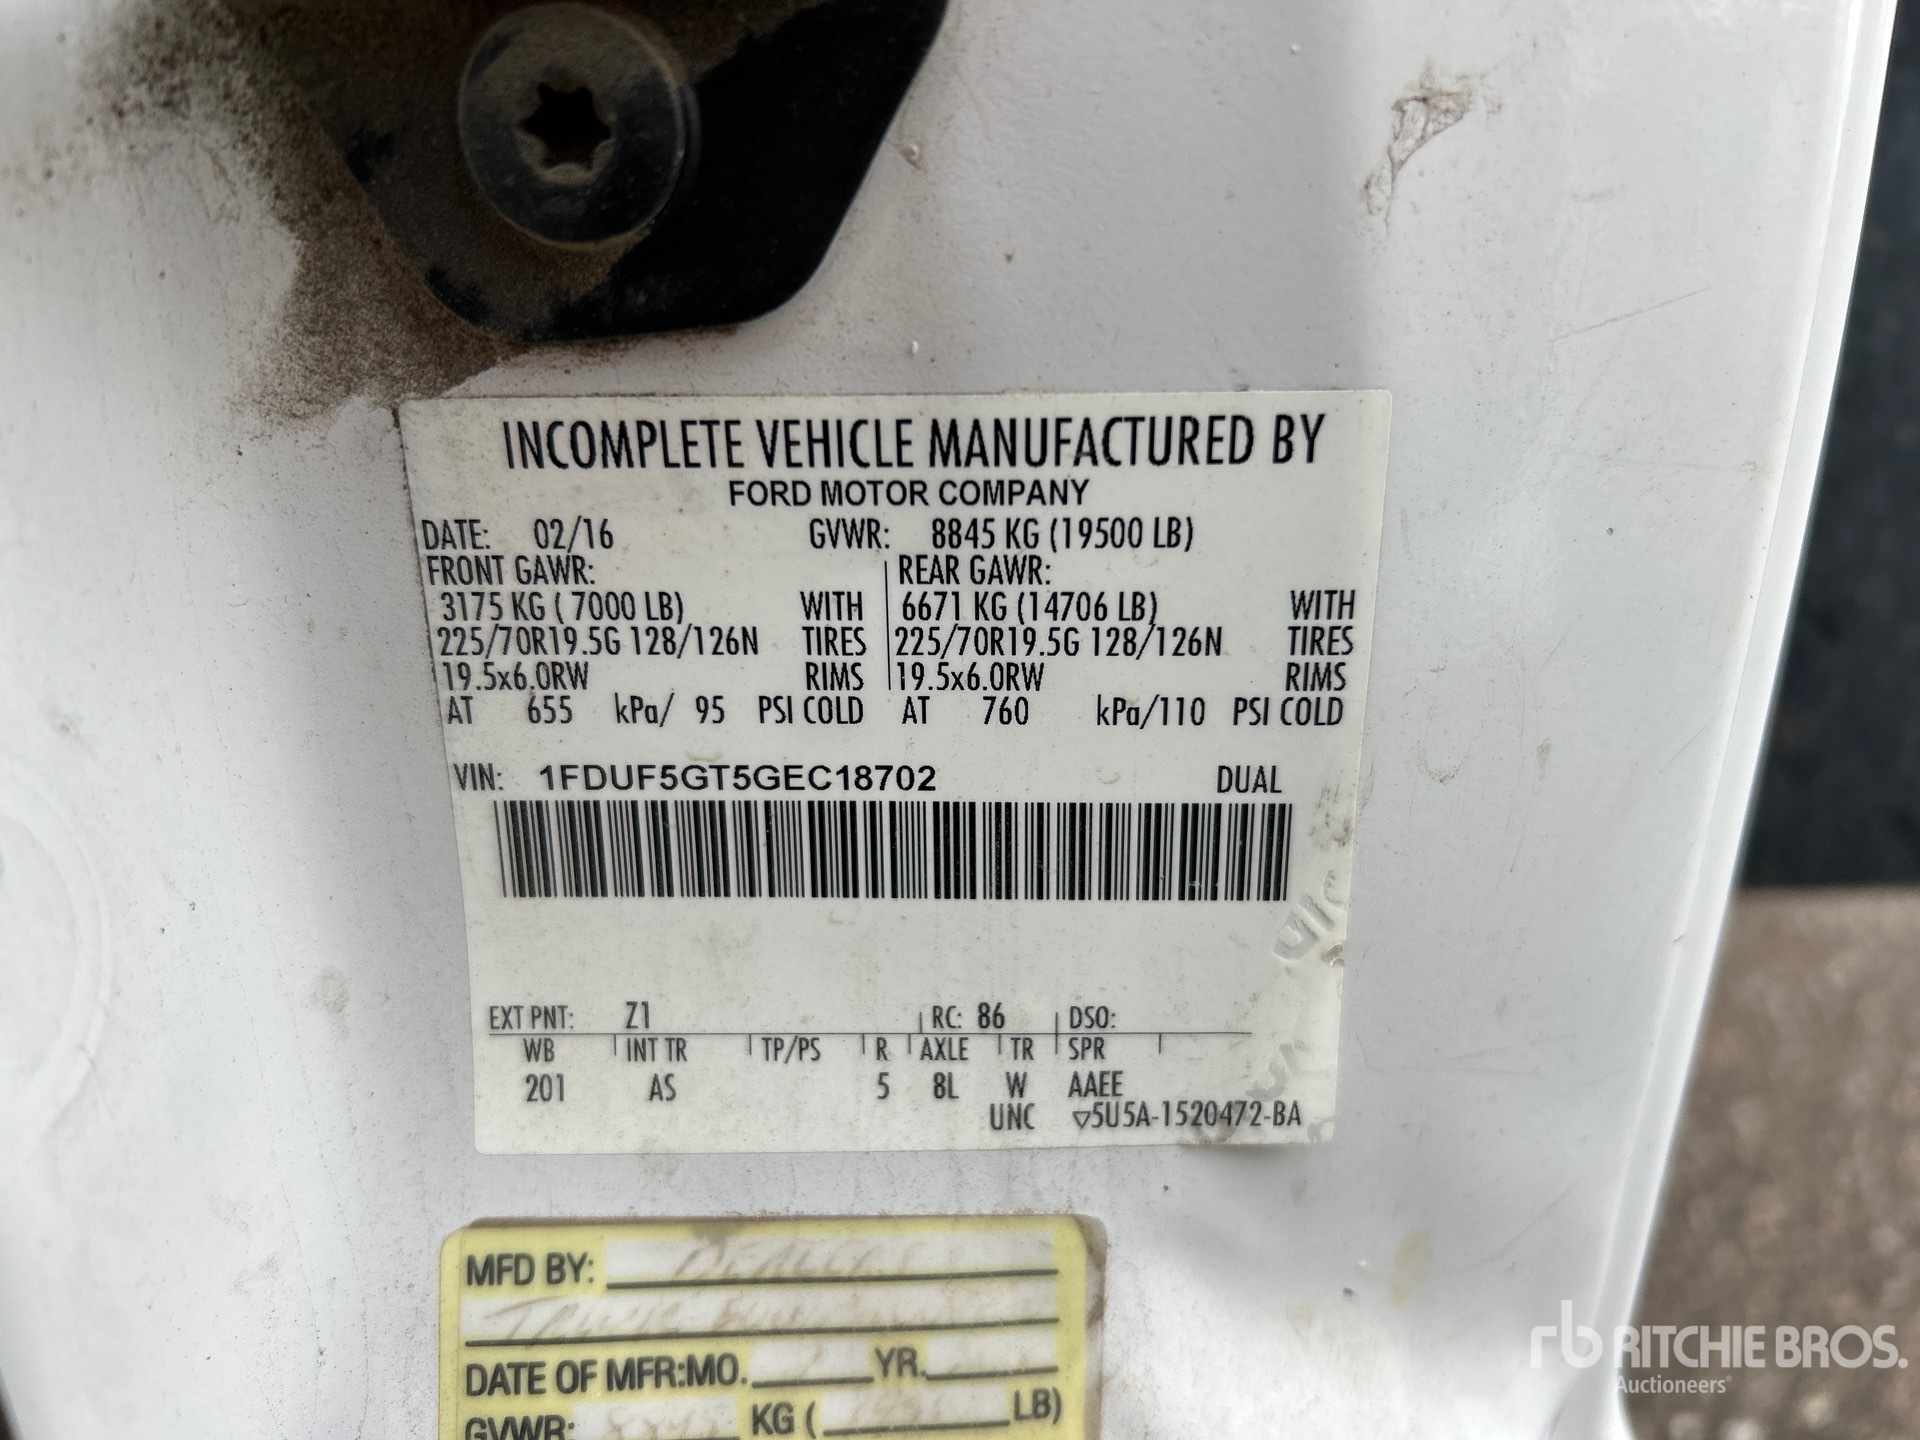 INCOMPLETE VEHICLE MANUFACTURED BY
FORD MOTOR COMPANY
DATE: 02/16 GVWR: 8845 KG (19500 LB)
FRONT GAWR: REAR GAWR:
3175 KG ( 7000 LB) WITH 6671 KG (14706 LB) WITH
225/70R19.5G 128/126N TIRES 225/70R19.5G 128/126N TIRES
19.5x6.0RW RIMS 19.5x6.0RW RIMS
AT 655 kPa/ 95 PSI COLD AT 760 kPa/110 PSI COLD
VIN: 1FDUF5GT5GEC18702 DUAL
EXT PNT: Z1 RC: 86 DSO:
WB INT TR TP/PS R AXLE TR SPR
201 AS 5 8L W AAEE
UNC ▽5U5A-1520472-BA
MFD BY: DEALERS
TRUCK
DATE OF MFR:MO. 2 YR.
GVWR: 8845 KG ( LB)
rb RITCHIE BROS.
Auctioneers